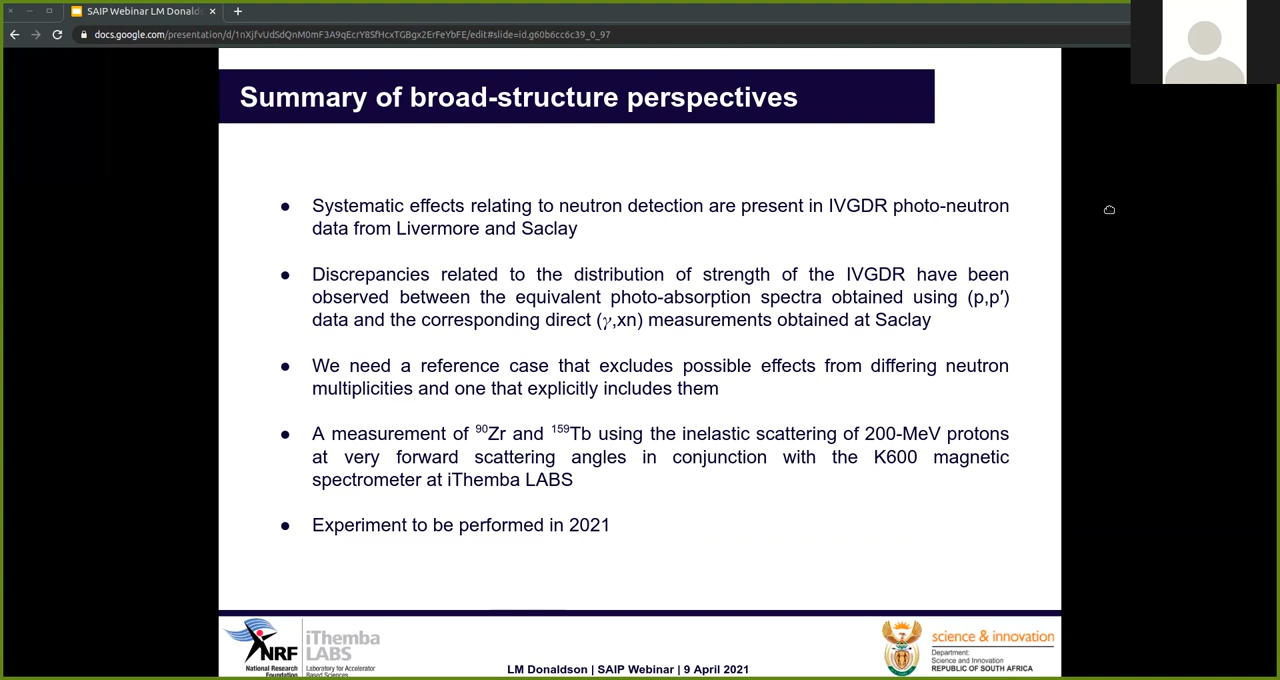 SAIP Webinar LM Donalds
docs.google.com/presentation/d/1nXjfvUdSdQnM0mF3A9qEcrY8SfHcxTGBgx2ErFeYbFE/edit#slide=id.g60b6cc6c39_0_97
Summary of broad-structure perspectives
● Systematic effects relating to neutron detection are present in IVGDR photo-neutron
data from Livermore and Saclay
● Discrepancies related to the distribution of strength of the IVGDR have been
observed between the equivalent photo-absorption spectra obtained using (p,p′)
data and the corresponding direct (γ,xn) measurements obtained at Saclay
● We need a reference case that excludes possible effects from differing neutron
multiplicities and one that explicitly includes them
● A measurement of ⁹⁰Zr and ¹⁵⁹Tb using the inelastic scattering of 200-MeV protons
at very forward scattering angles in conjunction with the K600 magnetic
spectrometer at iThemba LABS
● Experiment to be performed in 2021
NRF
National Research
Foundation
iThemba
LABS
Laboratory for Accelerator
Based Sciences
LM Donaldson | SAIP Webinar | 9 April 2021
science & innovation
Department:
Science and Innovation
REPUBLIC OF SOUTH AFRICA